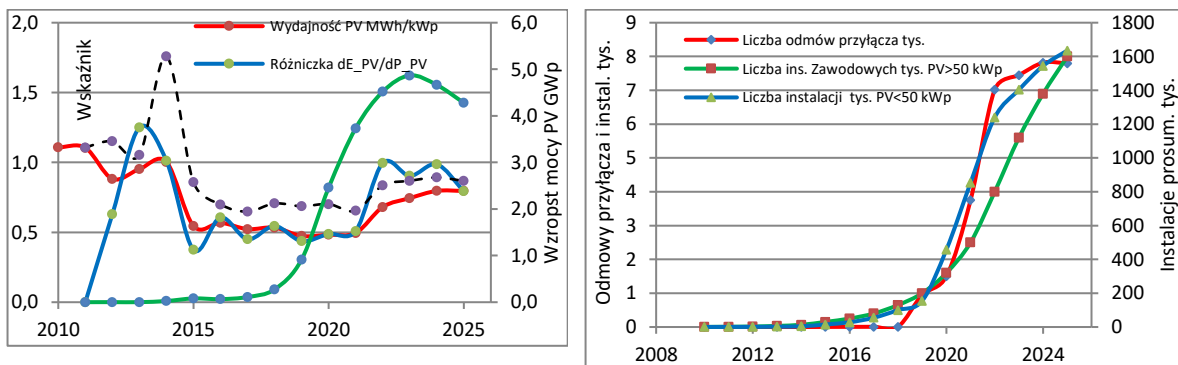 2,0
1,5
1,0
0,5
0,0
Wskaźnik
Wydajność PV MWh/kWp
Różniczka dE_PV/dP_PV
6,0
5,0
4,0
3,0
2,0
1,0
0,0
Wzropst mocy PV GWp
2010 2015 2020 2025
Odmowy przyłącza i instal. tys.
9
8
7
6
5
4
3
2
1
0
Liczba odmów przyłącza tys.
Liczba ins. Zawodowych tys. PV>50 kWp
Liczba instalacji tys. PV<50 kWp
1800
1600
1400
1200
1000
800
600
400
200
0
Instalacje prosum. tys.
2008 2012 2016 2020 2024